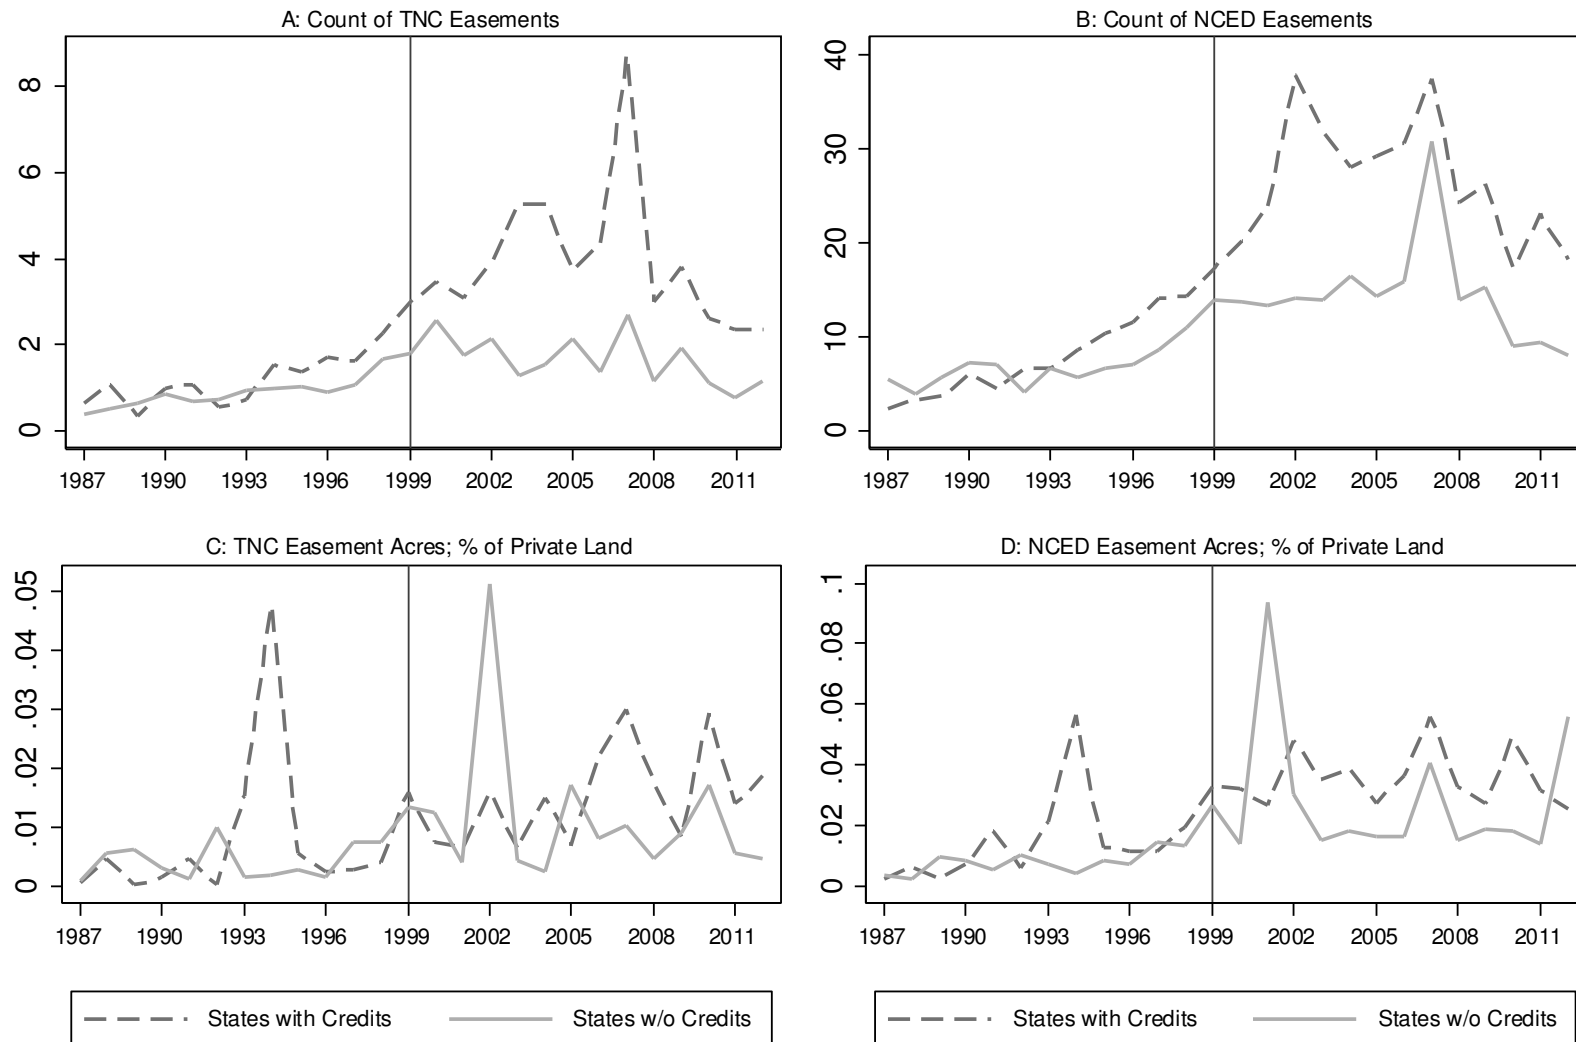 A: Count of TNC Easements
8
6
4
2
0
1987 1990 1993 1996 1999 2002 2005 2008 2011
B: Count of NCED Easements
40
30
20
10
0
1987 1990 1993 1996 1999 2002 2005 2008 2011
C: TNC Easement Acres; % of Private Land
.05
.04
.03
.02
.01
0
1987 1990 1993 1996 1999 2002 2005 2008 2011
D: NCED Easement Acres; % of Private Land
.1
.08
.06
.04
.02
0
1987 1990 1993 1996 1999 2002 2005 2008 2011
States with Credits States w/o Credits
States with Credits States w/o Credits